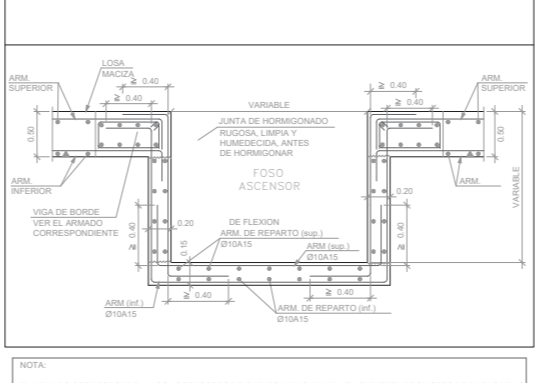 LOSA
MACIZA
ARM.
SUPERIOR
≧ 0.40
≧ 0.40
VARIABLE
≧ 0.40
≧ 0.40
ARM.
SUPERIOR
0.50
JUNTA DE HORMIGONADO
RUGOSA, LIMPIA Y
HUMEDECIDA, ANTES
DE HORMIGONAR
0.50
FOSO
ASCENSOR
ARM.
INFERIOR
ARM.
VARIABLE
VIGA DE BORDE
VER EL ARMADO
CORRESPONDIENTE
0.20
0.20
≧ 0.40
0.15
DE FLEXION
ARM. DE REPARTO (sup.)
Ø10A15
ARM (sup.)
Ø10A15
≧ 0.40
ARM (inf.)
Ø10A15
≧ 0.40
≧ 0.40
ARM. DE REPARTO (inf.)
Ø10A15
NOTA: